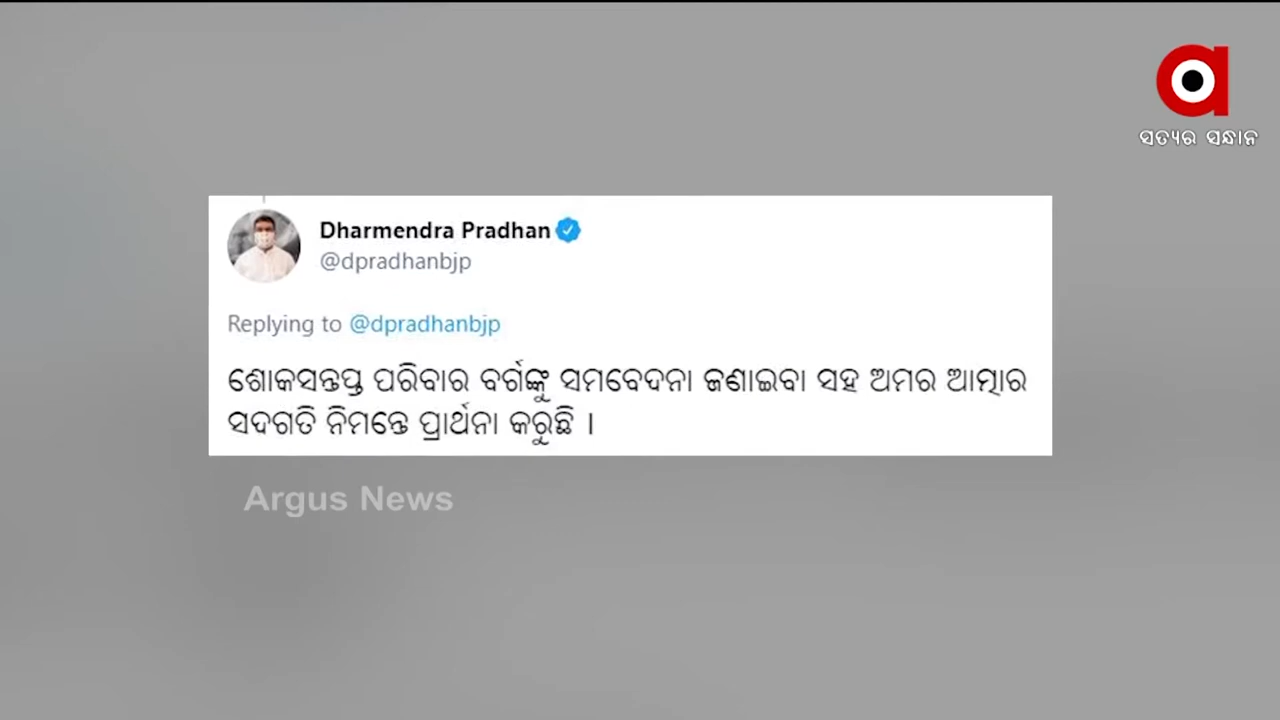 ସତ୍ୟର ସନ୍ଧାନ
Dharmendra Pradhan
@dpradhanbjp
Replying to @dpradhanbjp
ଶୋକସନ୍ତପ୍ତ ପରିବାର ବର୍ଗଙ୍କୁ ସମବେଦନା ଜଣାଇବା ସହ ଅମର ଆତ୍ମାର
ସଦଗତି ନିମନ୍ତେ ପ୍ରାର୍ଥନା କରୁଛି ।
Argus News